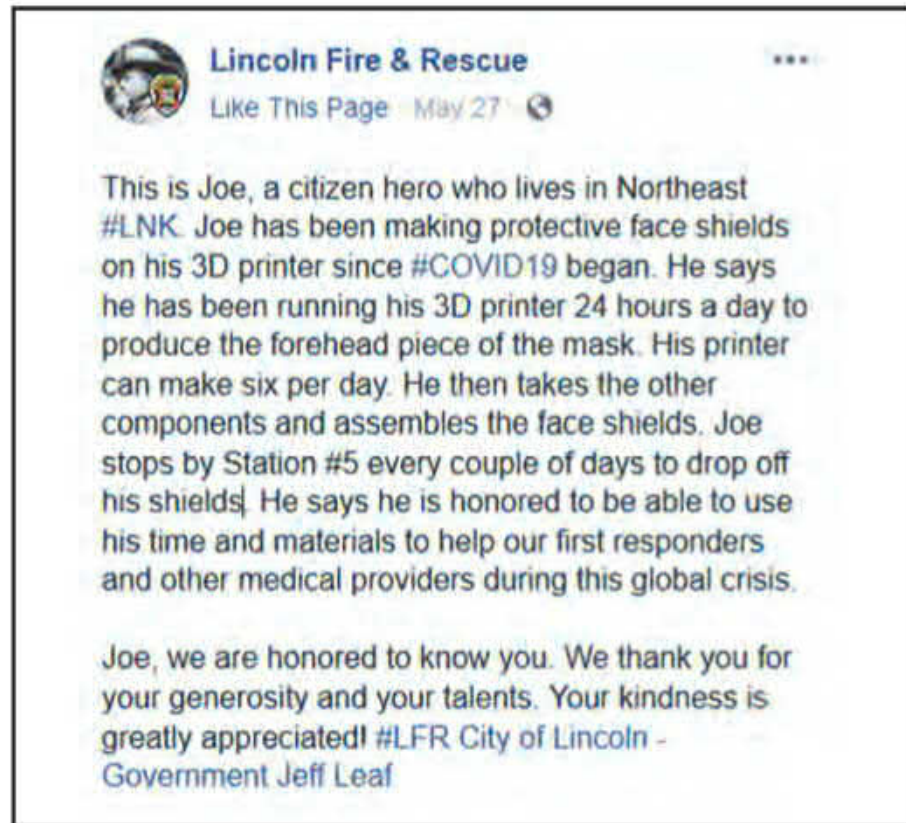 Lincoln Fire & Rescue
Like This Page May 27
This is Joe, a citizen hero who lives in Northeast
#LNK. Joe has been making protective face shields
on his 3D printer since #COVID19 began. He says
he has been running his 3D printer 24 hours a day to
produce the forehead piece of the mask. His printer
can make six per day. He then takes the other
components and assembles the face shields. Joe
stops by Station #5 every couple of days to drop off
his shields. He says he is honored to be able to use
his time and materials to help our first responders
and other medical providers during this global crisis.
Joe, we are honored to know you. We thank you for
your generosity and your talents. Your kindness is
greatly appreciated! #LFR City of Lincoln -
Government Jeff Leaf